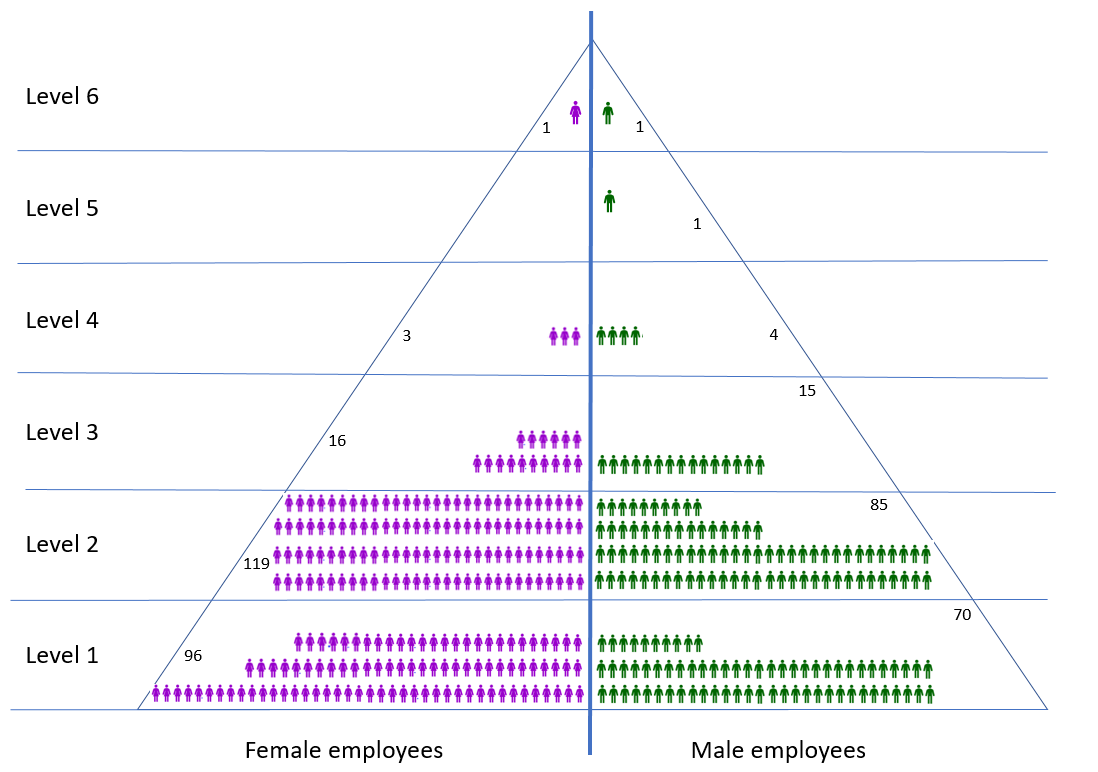 Level 6
1
1
Level 5
1
Level 4
3
4
15
Level 3
16
85
Level 2
119
70
Level 1
96
Female employees
Male employees